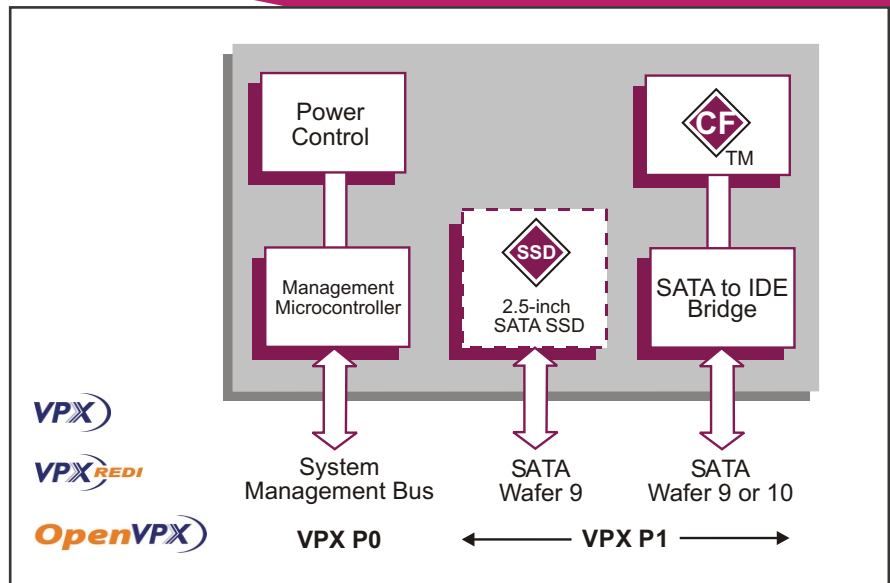 Power
Control
CF
TM
SSD
Management
Microcontroller
2.5-inch
SATA SSD
SATA to IDE
Bridge
VPX
VPX REDI
OpenVPX
System
Management Bus
SATA
Wafer 9
SATA
Wafer 9 or 10
VPX P0
VPX P1